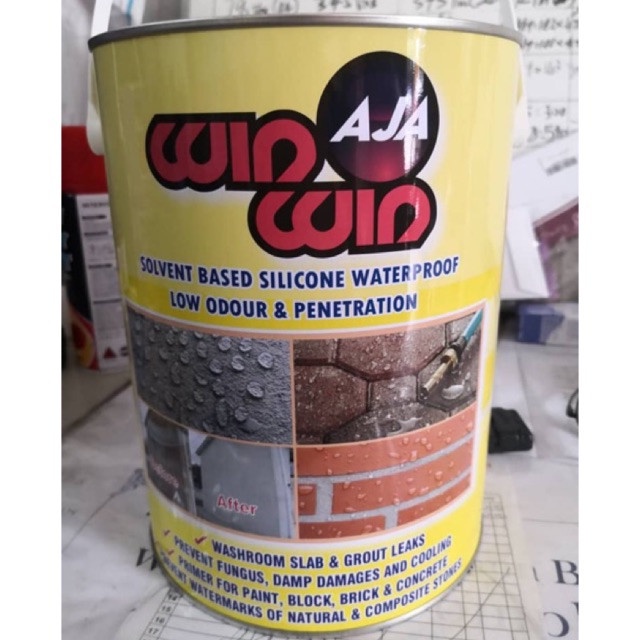 AJA
WIN
WIN
SOLVENT BASED SILICONE WATERPROOF
LOW ODOUR & PENETRATION
Before
After
✓ WASHROOM SLAB & GROUT LEAKS
✓ PREVENT FUNGUS, DAMP DAMAGES AND COOLING
✓ PRIMER FOR PAINT, BLOCK, BRICK & CONCRETE
PREVENT WATERMARKS OF NATURAL & COMPOSITE STONES